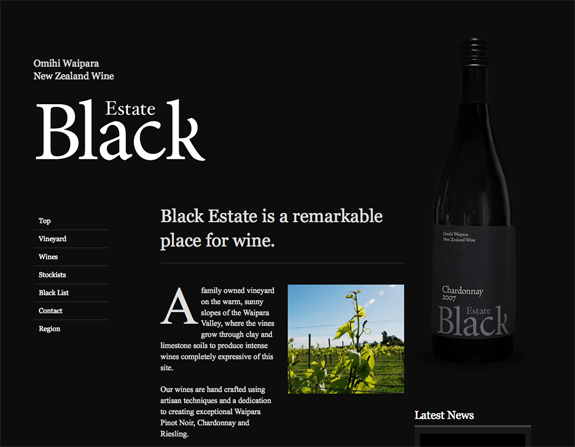 Omihi Waipara
New Zealand Wine
Estate
Black
Top
Vineyard
Wines
Stockists
Black List
Contact
Region
Black Estate is a remarkable
place for wine.
A family owned vineyard
on the warm, sunny
slopes of the Waipara
Valley, where the vines
grow through clay and
limestone soils to produce intense
wines completely expressive of this
site.
Our wines are hand crafted using
artisan techniques and a dedication
to creating exceptional Waipara
Pinot Noir, Chardonnay and
Riesling.
Omihi Waipara
New Zealand Wine
Chardonnay
2007
Estate
Black
Latest News